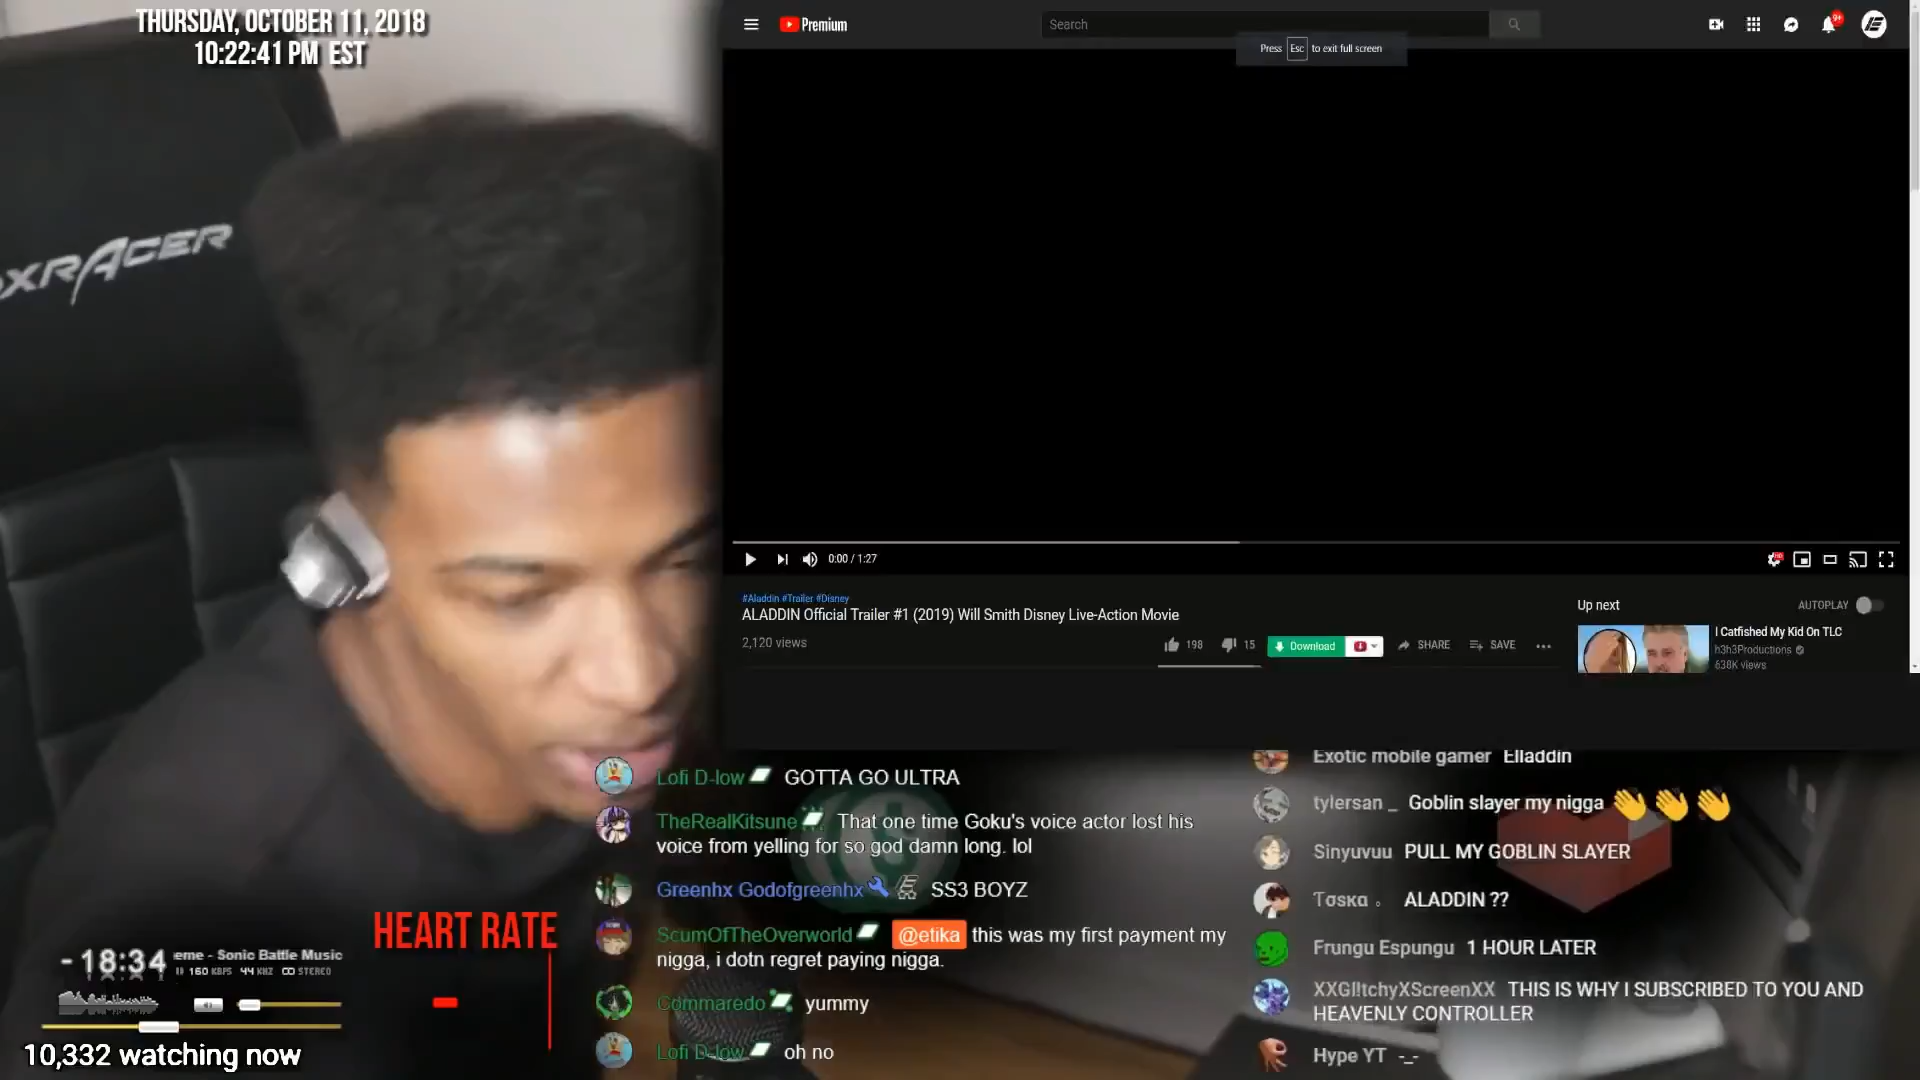 THURSDAY, OCTOBER 11, 2018
10:22:41 PM EST
XRACER
Premium
Search
9+
Press Esc to exit full screen
0:00 / 1:27
HD
#Aladdin #Trailer #Disney
ALADDIN Official Trailer #1 (2019) Will Smith Disney Live-Action Movie
2,120 views
198
15
Download
SHARE
SAVE
Up next
AUTOPLAY
I Catfished My Kid On TLC
h3h3Productions
638K views
Lofi D-low GOTTA GO ULTRA
TheRealKitsune That one time Goku's voice actor lost his
voice from yelling for so god damn long. lol
Greenhx Godofgreenhx SS3 BOYZ
ScumOfTheOverworld @etika this was my first payment my
nigga, i dotn regret paying nigga.
Commaredo yummy
Lofi D-low oh no
Exotic mobile gamer Elladdin
tylersan _ Goblin slayer my nigga 👏 👏 👏
Sinyuvuu PULL MY GOBLIN SLAYER
Tσsκα 。 ALADDIN ??
Frungu Espungu 1 HOUR LATER
XXGlItchyXScreenXX THIS IS WHY I SUBSCRIBED TO YOU AND
HEAVENLY CONTROLLER
Hype YT -_-
HEART RATE
-
- 18:34 eme - Sonic Battle Music
160 KBPS 44 KHZ STEREO
10,332 watching now